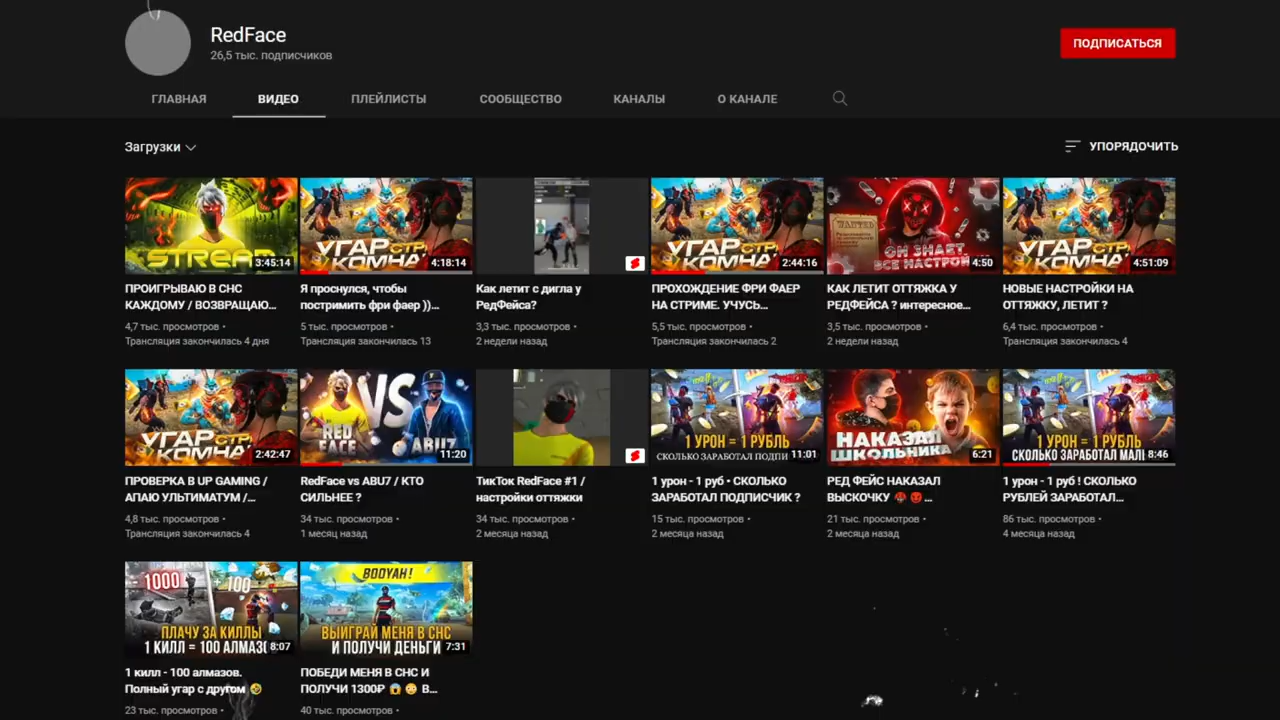 RedFace
26,5 тыс. подписчиков
ПОДПИСАТЬСЯ
ГЛАВНАЯ ВИДЕО ПЛЕЙЛИСТЫ СООБЩЕСТВО КАНАЛЫ О КАНАЛЕ
Загрузки
УПОРЯДОЧИТЬ
STREAM
3:45:14
ПРОИГРЫВАЮ В CНС
КАЖДОМУ / ВОЗВРАЩАЮ...
4,7 тыс. просмотров •
Трансляция закончилась 4 дня
УГАР СТР
КОМНА
4:18:14
Я проснулся, чтобы
постримить фри фаер ))...
5 тыс. просмотров •
Трансляция закончилась 13
Как летит с дигла у
РедФейса?
3,3 тыс. просмотров •
2 недели назад
УГАР СТР
КОМНА
2:44:16
ПРОХОЖДЕНИЕ ФРИ ФАЕР
НА СТРИМЕ. УЧУСЬ...
5,5 тыс. просмотров •
Трансляция закончилась 2
WANTED
ОН ЗНАЕТ
ВСЕ НАСТРОЙ
4:50
КАК ЛЕТИТ ОТТЯЖКА У
РЕДФЕЙСА ? интересное...
3,5 тыс. просмотров •
2 недели назад
УГАР СТР
КОМНА
4:51:09
НОВЫЕ НАСТРОЙКИ НА
ОТТЯЖКУ, ЛЕТИТ ?
6,4 тыс. просмотров •
Трансляция закончилась 4
УГАР СТР
КОМНА
2:42:47
ПРОВЕРКА В UP GAMING /
АПАЮ УЛЬТИМАТУМ /...
4,8 тыс. просмотров •
Трансляция закончилась 4
VS
RED
FACE
ABU7
11:20
RedFace vs ABU7 / КТО
СИЛЬНЕЕ ?
34 тыс. просмотров •
1 месяц назад
ТикТок RedFace #1 /
настройки оттяжки
34 тыс. просмотров •
2 месяца назад
1 УРОН = 1 РУБЛЬ
СКОЛЬКО ЗАРАБОТАЛ ПОДПИ
11:01
1 урон - 1 руб • СКОЛЬКО
ЗАРАБОТАЛ ПОДПИСЧИК ?
15 тыс. просмотров •
2 месяца назад
НАКАЗАЛ
ШКОЛЬНИКА
6:21
РЕД ФЕЙС НАКАЗАЛ
ВЫСКОЧКУ 🥵 😈...
21 тыс. просмотров •
2 месяца назад
1 УРОН = 1 РУБЛЬ
СКОЛЬКО ЗАРАБОТАЛ МАЛЫ
8:46
1 урон - 1 руб ! СКОЛЬКО
РУБЛЕЙ ЗАРАБОТАЛ...
86 тыс. просмотров •
4 месяца назад
1000 +100
ПЛАЧУ ЗА КИЛЛЫ
1 КИЛЛ = 100 АЛМАЗО
8:07
1 килл - 100 алмазов.
Полный угар с другом 🤣
23 тыс. просмотров •
BOOYAH!
ВЫИГРАЙ МЕНЯ В CНС
И ПОЛУЧИ ДЕНЬГИ
7:31
ПОБЕДИ МЕНЯ В CНС И
ПОЛУЧИ 1300₽ 😱 😳 В...
40 тыс. просмотров •